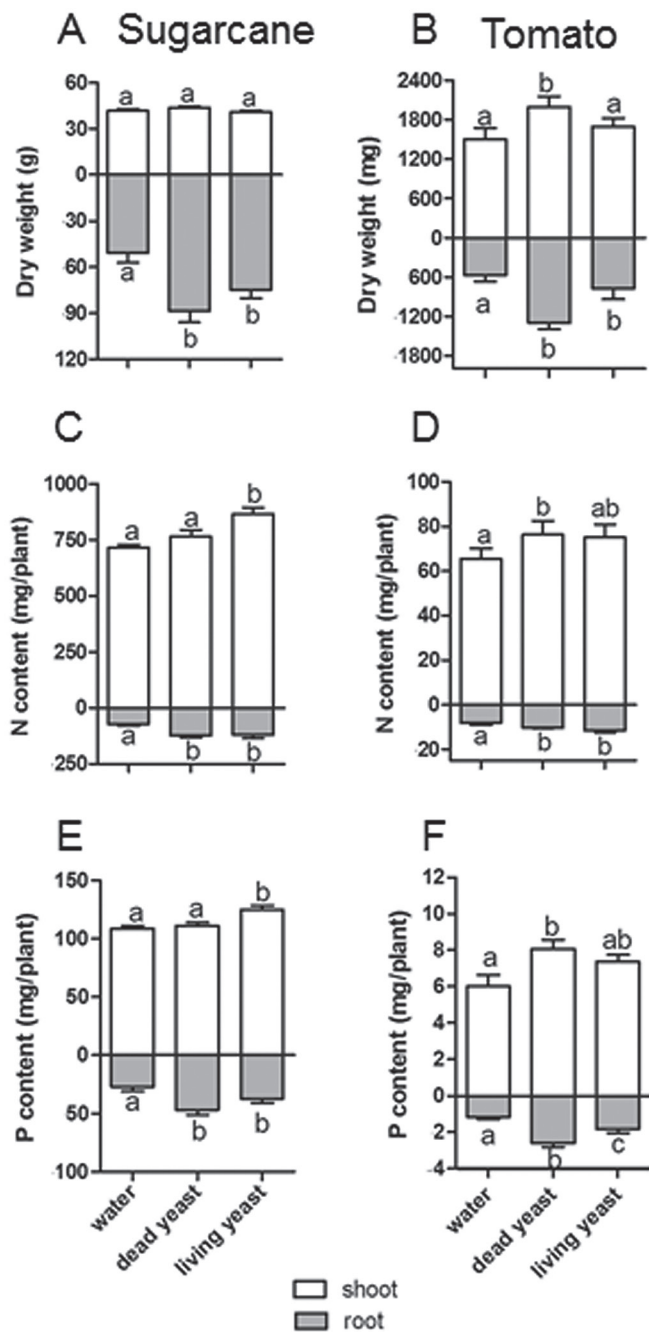 A Sugarcane
B Tomato
Dry weight (g)
60
30
0
-30
-60
-90
120
a a a
a b b
Dry weight (mg)
2400
1800
1200
600
0
600
-1200
-1800
a b a
a b b
C
N content (mg/plant)
1000
750
500
250
0
-250
a a b
a b b
D
N content (mg/plant)
100
80
60
40
20
0
-20
a b ab
a b b
E
P content (mg/plant)
150
100
50
0
50
-100
a a b
a b b
water
dead yeast
living yeast
F
P content (mg/plant)
12
10
8
6
4
2
0
-2
-4
a b ab
a b c
water
dead yeast
living yeast
shoot
root